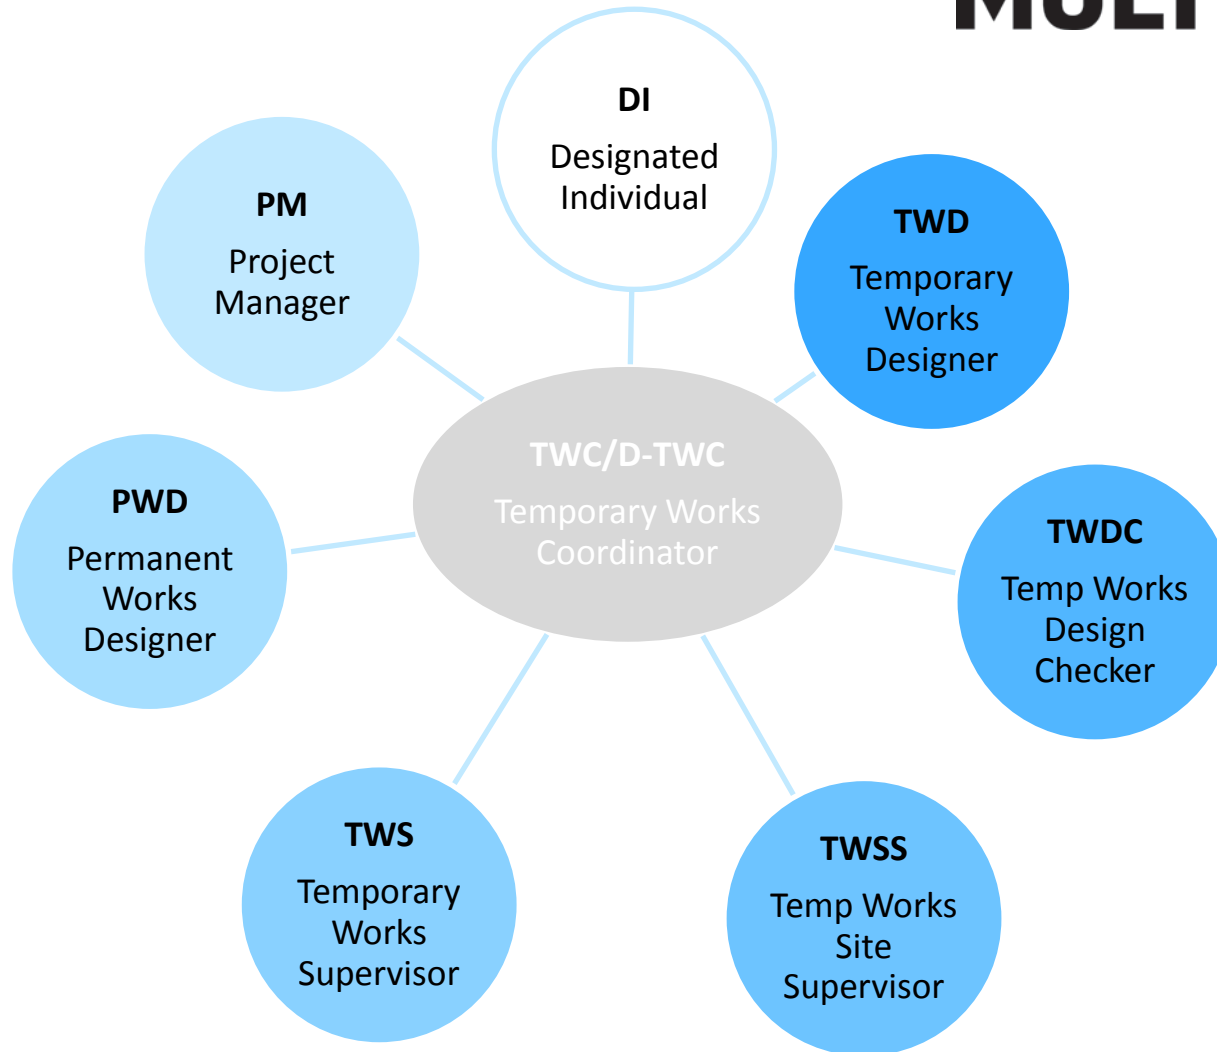 MULTI
DI
Designated
Individual
PM
Project
Manager
TWD
Temporary
Works
Designer
TWC/D-TWC
Temporary Works
Coordinator
PWD
Permanent
Works
Designer
TWDC
Temp Works
Design
Checker
TWS
Temporary
Works
Supervisor
TWSS
Temp Works
Site
Supervisor